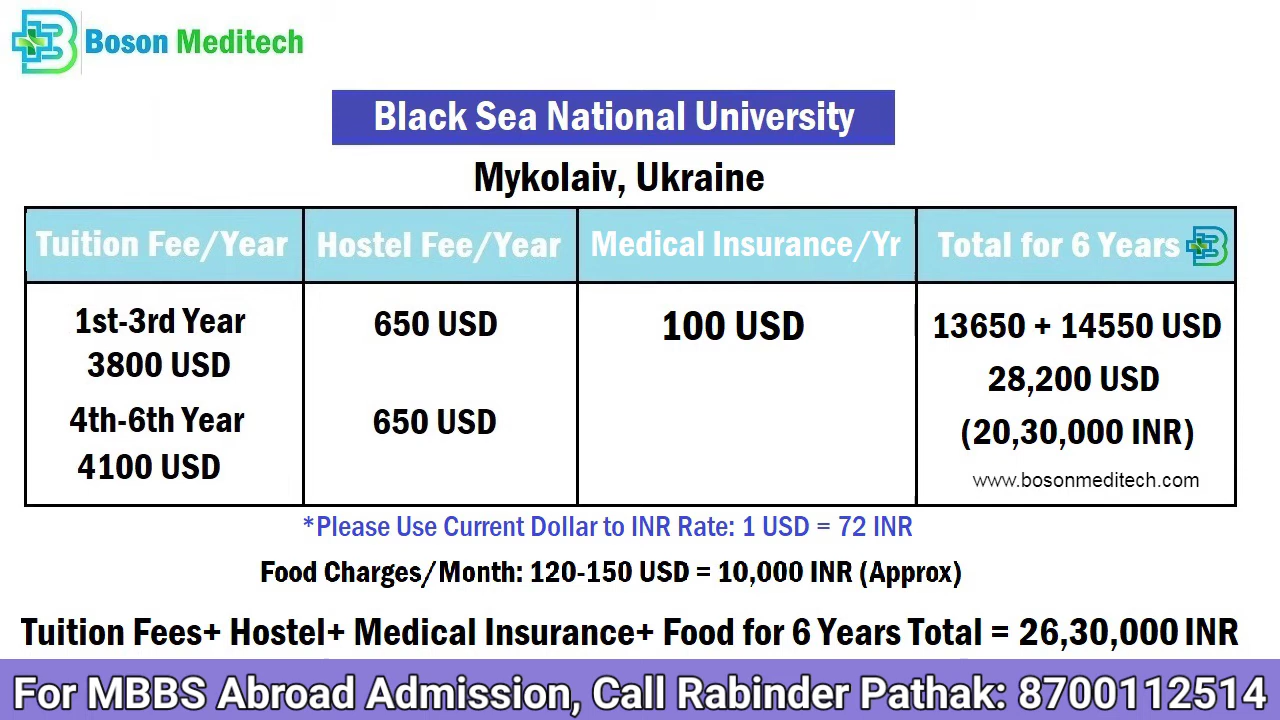 Boson Meditech
Black Sea National University
Mykolaiv, Ukraine
Tuition Fee/Year Hostel Fee/Year Medical Insurance/Yr Total for 6 Years
1st-3rd Year 650 USD 100 USD 13650 + 14550 USD
3800 USD 28,200 USD
4th-6th Year 650 USD (20,30,000 INR)
4100 USD www.bosonmeditech.com
*Please Use Current Dollar to INR Rate: 1 USD = 72 INR
Food Charges/Month: 120-150 USD = 10,000 INR (Approx)
Tuition Fees+ Hostel+ Medical Insurance+ Food for 6 Years Total = 26,30,000 INR
For MBBS Abroad Admission, Call Rabinder Pathak: 8700112514